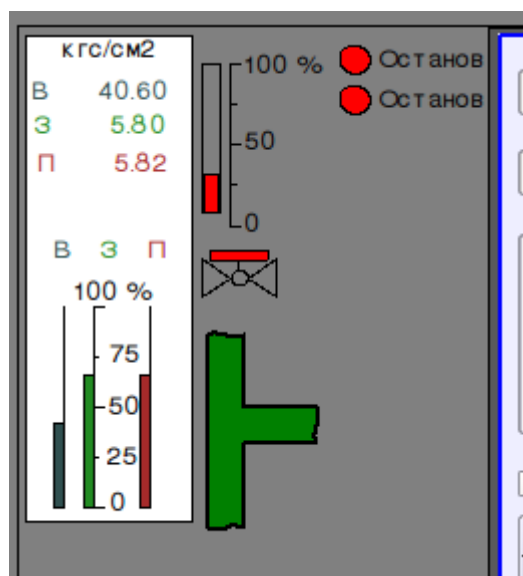 кгс/см2
В 40.60
З 5.80
П 5.82
В З П
100 %
75
50
25
0
100 %
50
0
Останов
Останов